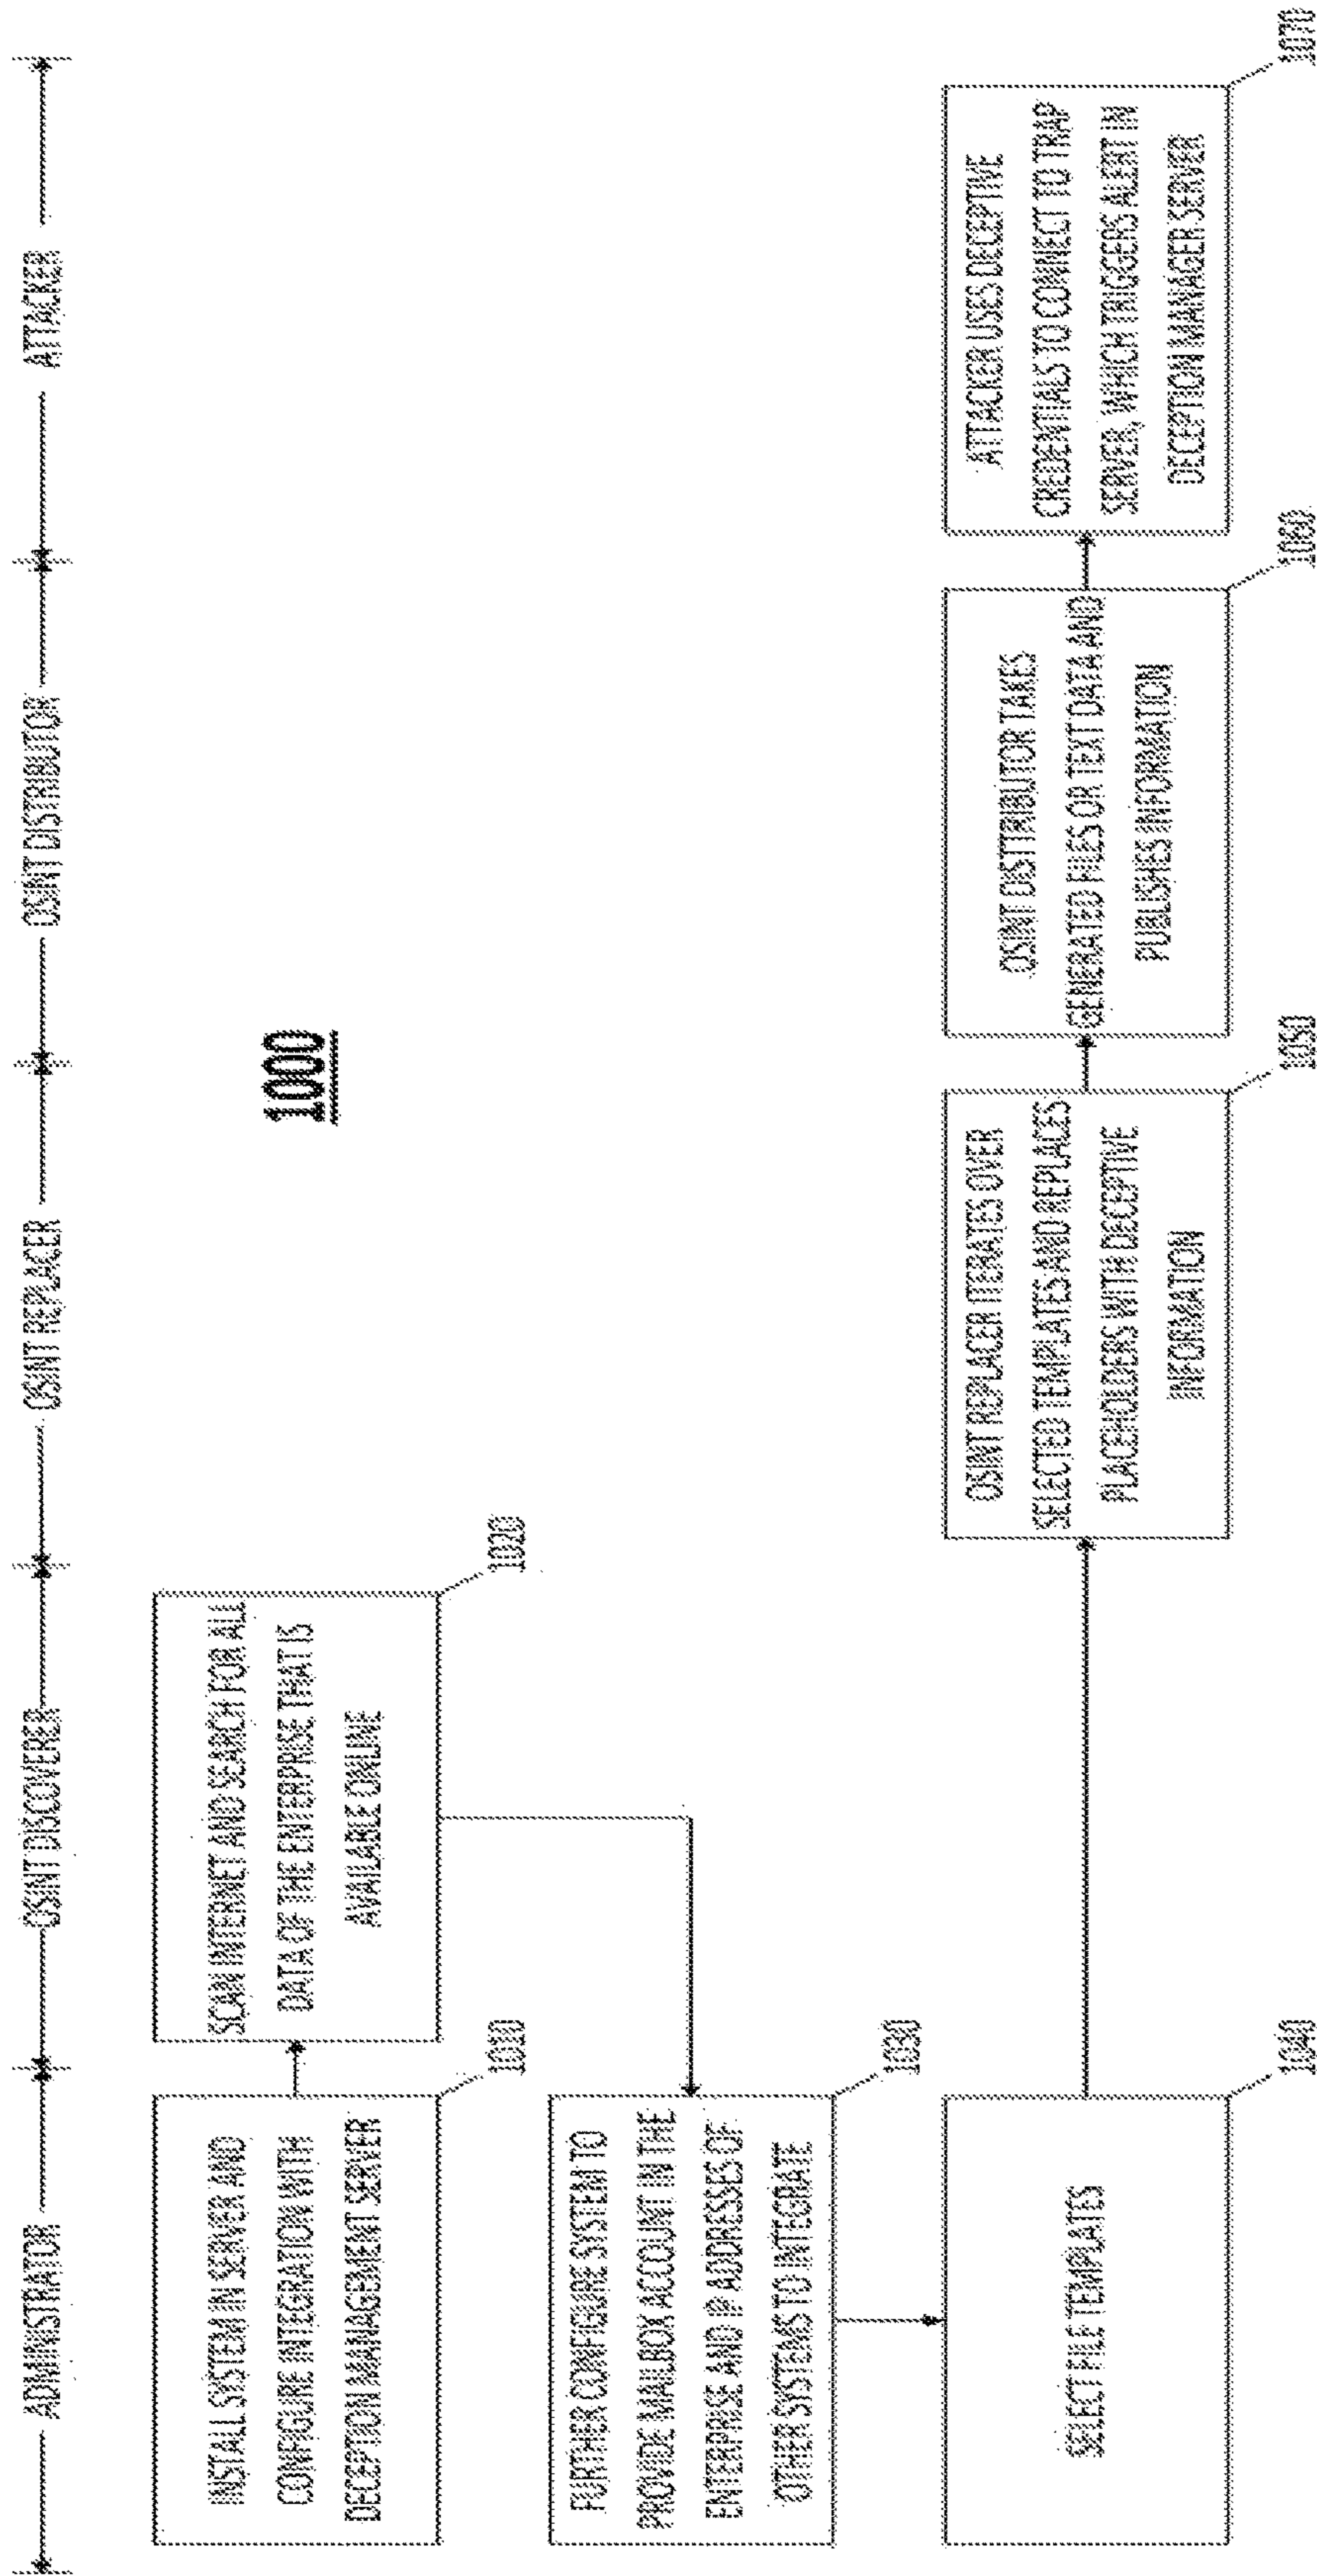 ADMINISTRATOR
OSINT DISCOVERER
OSINT REPLACER
OSINT DISTRIBUTOR
ATTACKER
1000
INSTALL SYSTEM IN SERVER AND
CONFIGURE INTEGRATION WITH
DECEPTION MANAGEMENT SERVER
1010
SCAN INTERNET AND SEARCH FOR ALL
DATA OF THE ENTERPRISE THAT IS
AVAILABLE ONLINE
1020
FURTHER CONFIGURE SYSTEM TO
PROVIDE MAILBOX ACCOUNT IN THE
ENTERPRISE AND IP ADDRESSES OF
OTHER SYSTEMS TO INTEGRATE
1030
SELECT FILE TEMPLATES
1040
OSINT REPLACER ITERATES OVER
SELECTED TEMPLATES AND REPLACES
PLACEHOLDERS WITH DECEPTIVE
INFORMATION
1050
OSINT DISTTRIBUTOR TAKES
GENERATED FILES OR TEXT DATA AND
PUBLISHES INFORMATION
1060
ATTACKER USES DECEPTIVE
CREDENTIALS TO CONNECT TO TRAP
SERVER, WHICH TRIGGERS ALERT IN
DECEPTION MANAGER SERVER
1070